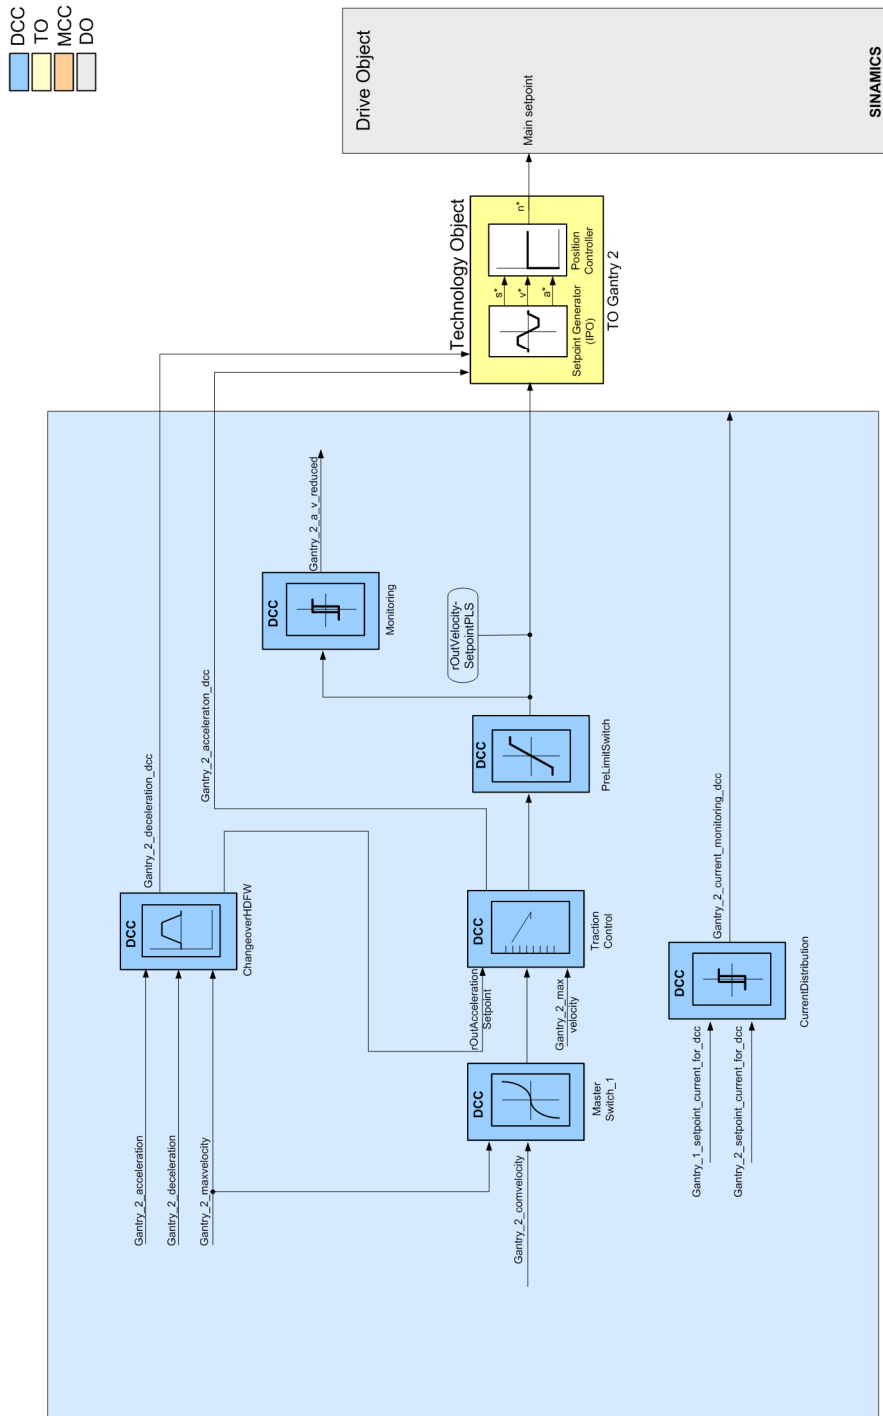 DCC
TO
MCC
DO
Drive Object
Main setpoint
SINAMICS
Technology Object
n*
Position
Controller
s*
v*
a*
Setpoint Generator
(IPO)
TO Gantry 2
Gantry_2_a_v_reduced
DCC
Monitoring
rOutVelocity-
SetpointPLS
Gantry_2_deceleration_dcc
Gantry_2_acceleration_dcc
DCC
PreLimitSwitch
DCC
ChangeoverHDFW
DCC
Traction
Control
rOutAcceleration
Setpoint
Gantry_2_max
velocity
Gantry_2_current_monitoring_dcc
DCC
CurrentDistribution
DCC
Master
Switch_1
Gantry_2_acceleration
Gantry_2_deceleration
Gantry_2_maxvelocity
Gantry_2_comvelocity
Gantry_1_setpoint_current_for_dcc
Gantry_2_setpoint_current_for_dcc